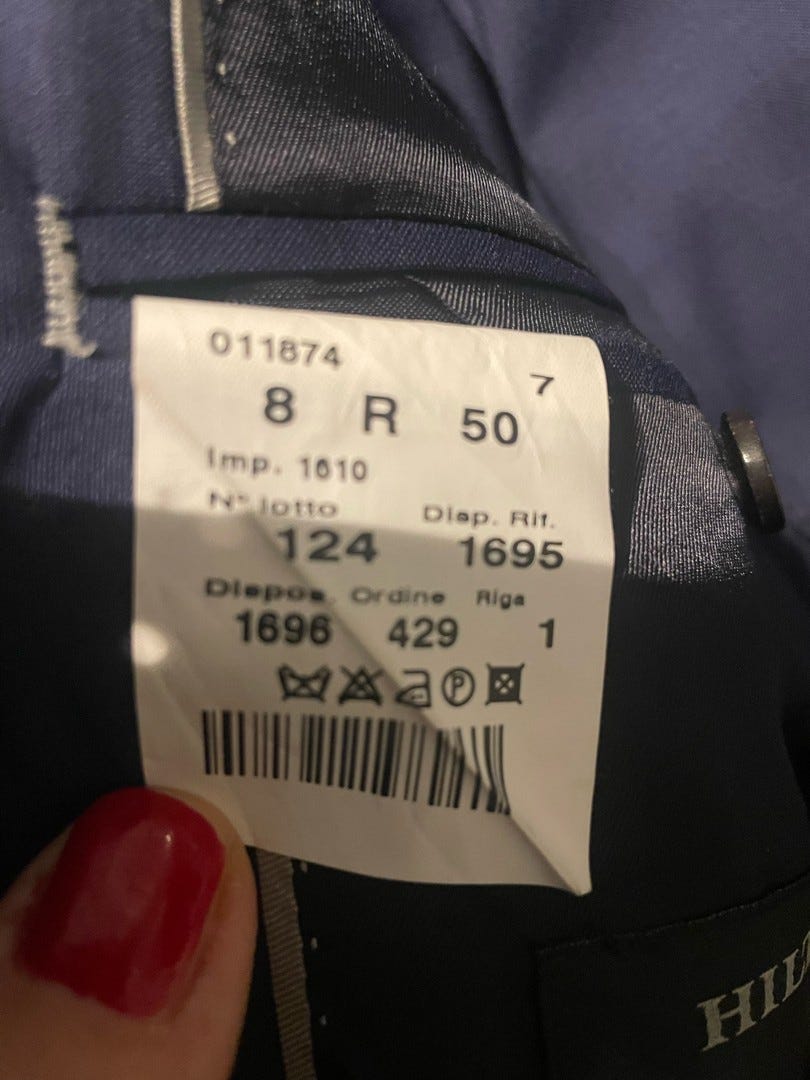 011874
7
8 R 50
Imp. 1610
N° lotto Disp. Rif.
124 1695
Dispos. Ordine Riga
1696 429 1
P